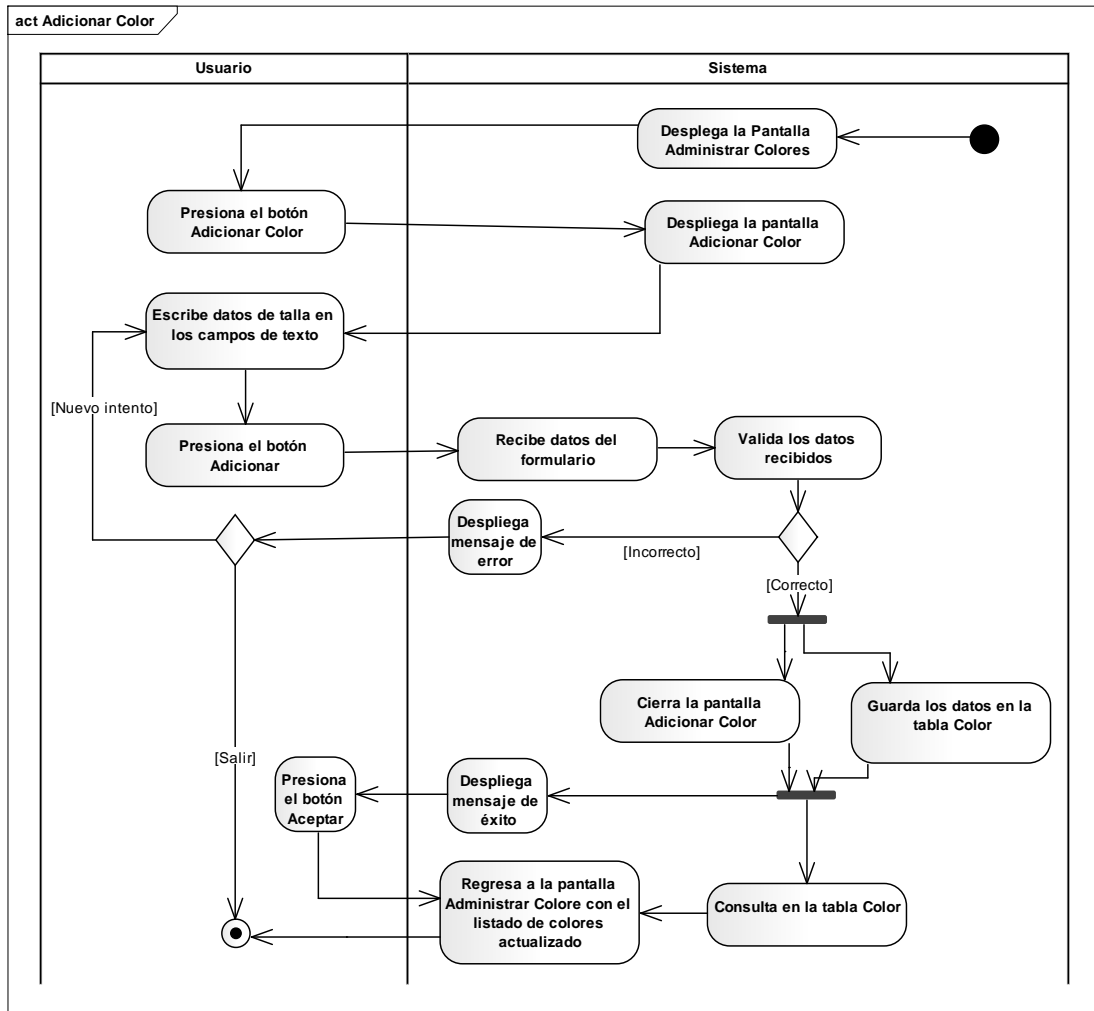 act Adicionar Color
Usuario
Sistema
Desplega la Pantalla
Administrar Colores
Presiona el botón
Adicionar Color
Despliega la pantalla
Adicionar Color
Escribe datos de talla en
los campos de texto
[Nuevo intento]
Presiona el botón
Adicionar
Recibe datos del
formulario
Valida los datos
recibidos
Despliega
mensaje de
error
[Incorrecto]
[Correcto]
Cierra la pantalla
Adicionar Color
Guarda los datos en la
tabla Color
[Salir]
Presiona
el botón
Aceptar
Despliega
mensaje de
éxito
Regresa a la pantalla
Administrar Colore con el
listado de colores
actualizado
Consulta en la tabla Color